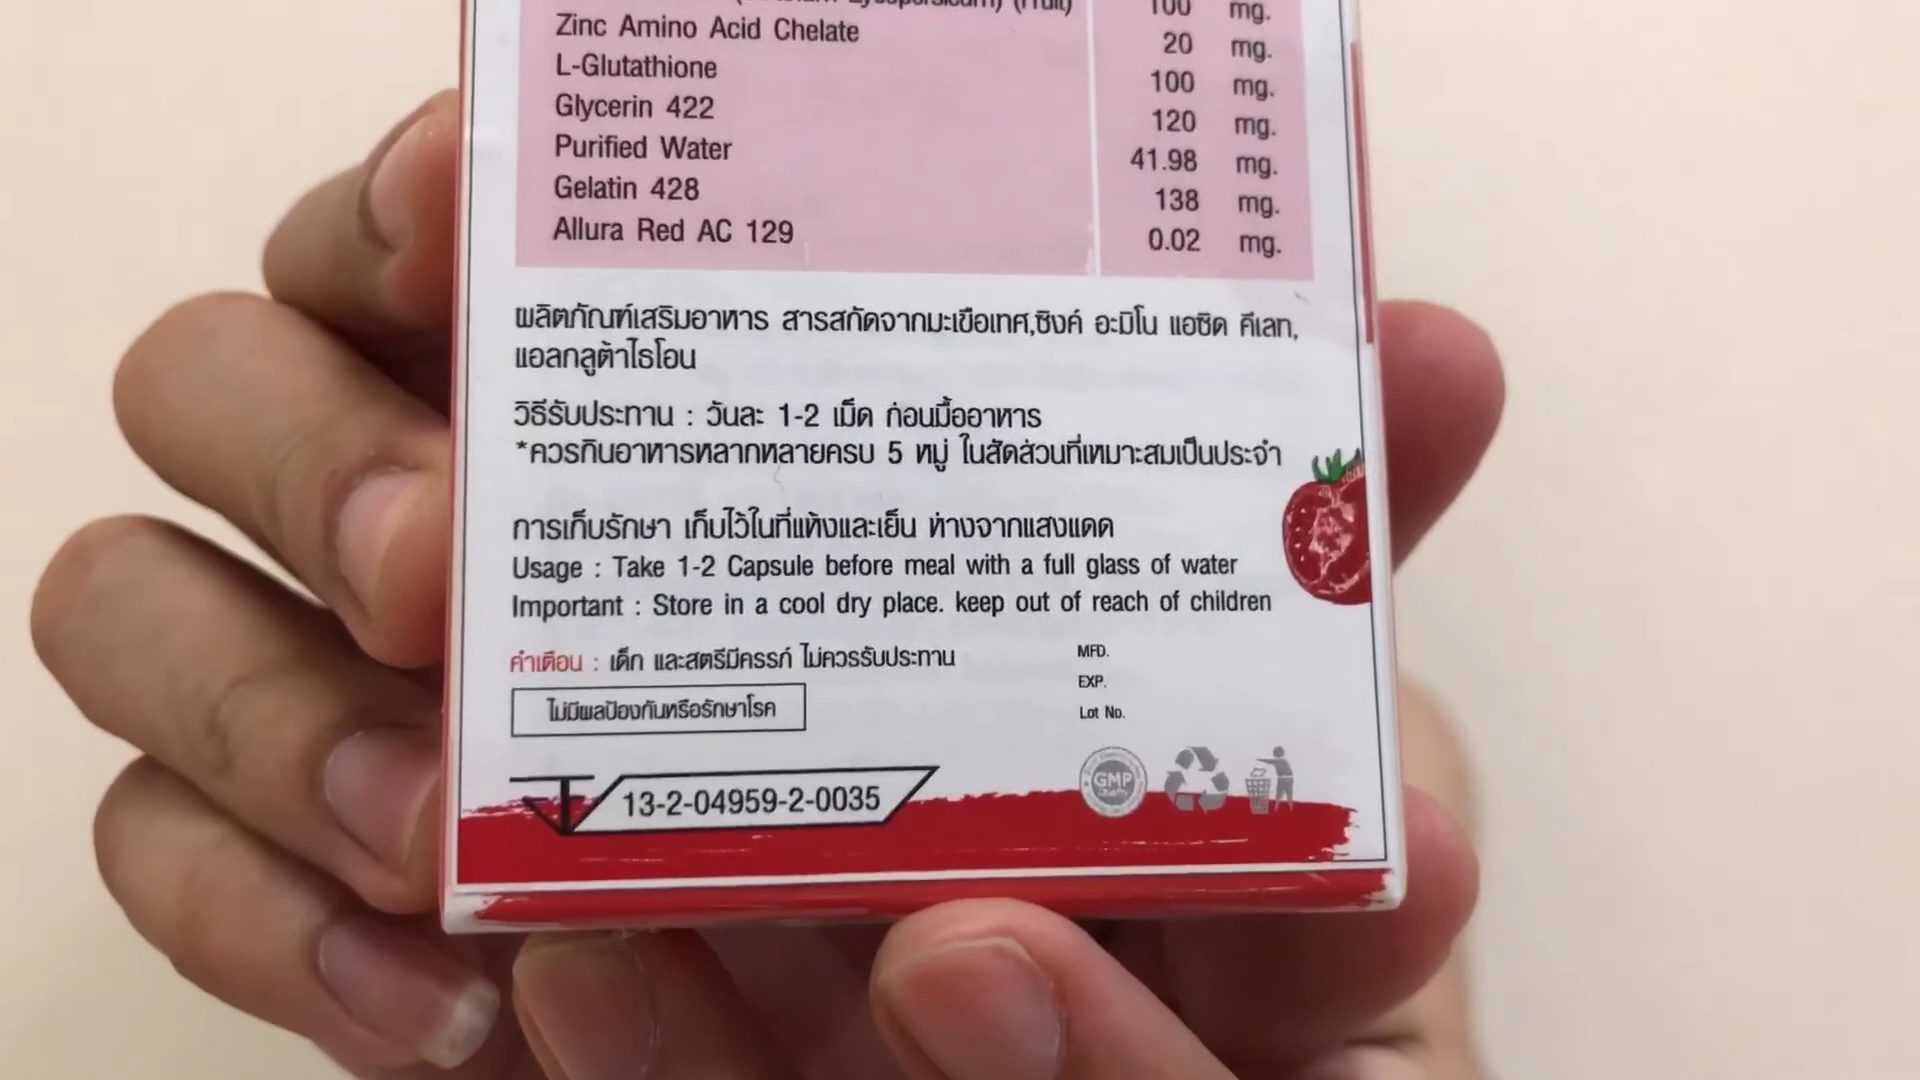 (Fruit) 100 mg.
Zinc Amino Acid Chelate 20 mg.
L-Glutathione 100 mg.
Glycerin 422 120 mg.
Purified Water 41.98 mg.
Gelatin 428 138 mg.
Allura Red AC 129 0.02 mg.
ผลิตภัณฑ์เสริมอาหาร สารสกัดจากมะเขือเทศ,ซิงค์ อะมิโน แอซิด คีเลท,
แอลกลูต้าไธโอน
วิธีรับประทาน : วันละ 1-2 เม็ด ก่อนมื้ออาหาร
*ควรกินอาหารหลากหลายครบ 5 หมู่ ในสัดส่วนที่เหมาะสมเป็นประจำ
การเก็บรักษา เก็บไว้ในที่แห้งและเย็น ห่างจากแสงแดด
Usage : Take 1-2 Capsule before meal with a full glass of water
Important : Store in a cool dry place. keep out of reach of children
คำเตือน : เด็ก และสตรีมีครรภ์ ไม่ควรรับประทาน
ไม่มีผลป้องกันหรือรักษาโรค
MFD.
EXP.
Lot No.
13-2-04959-2-0035
GMP